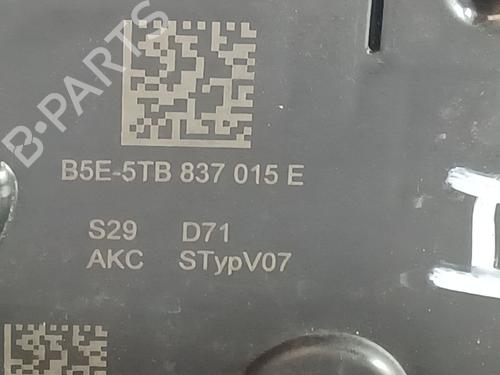 B-PARTS
B5E-5TB 837 015 E
S29 D71
AKC STypV07